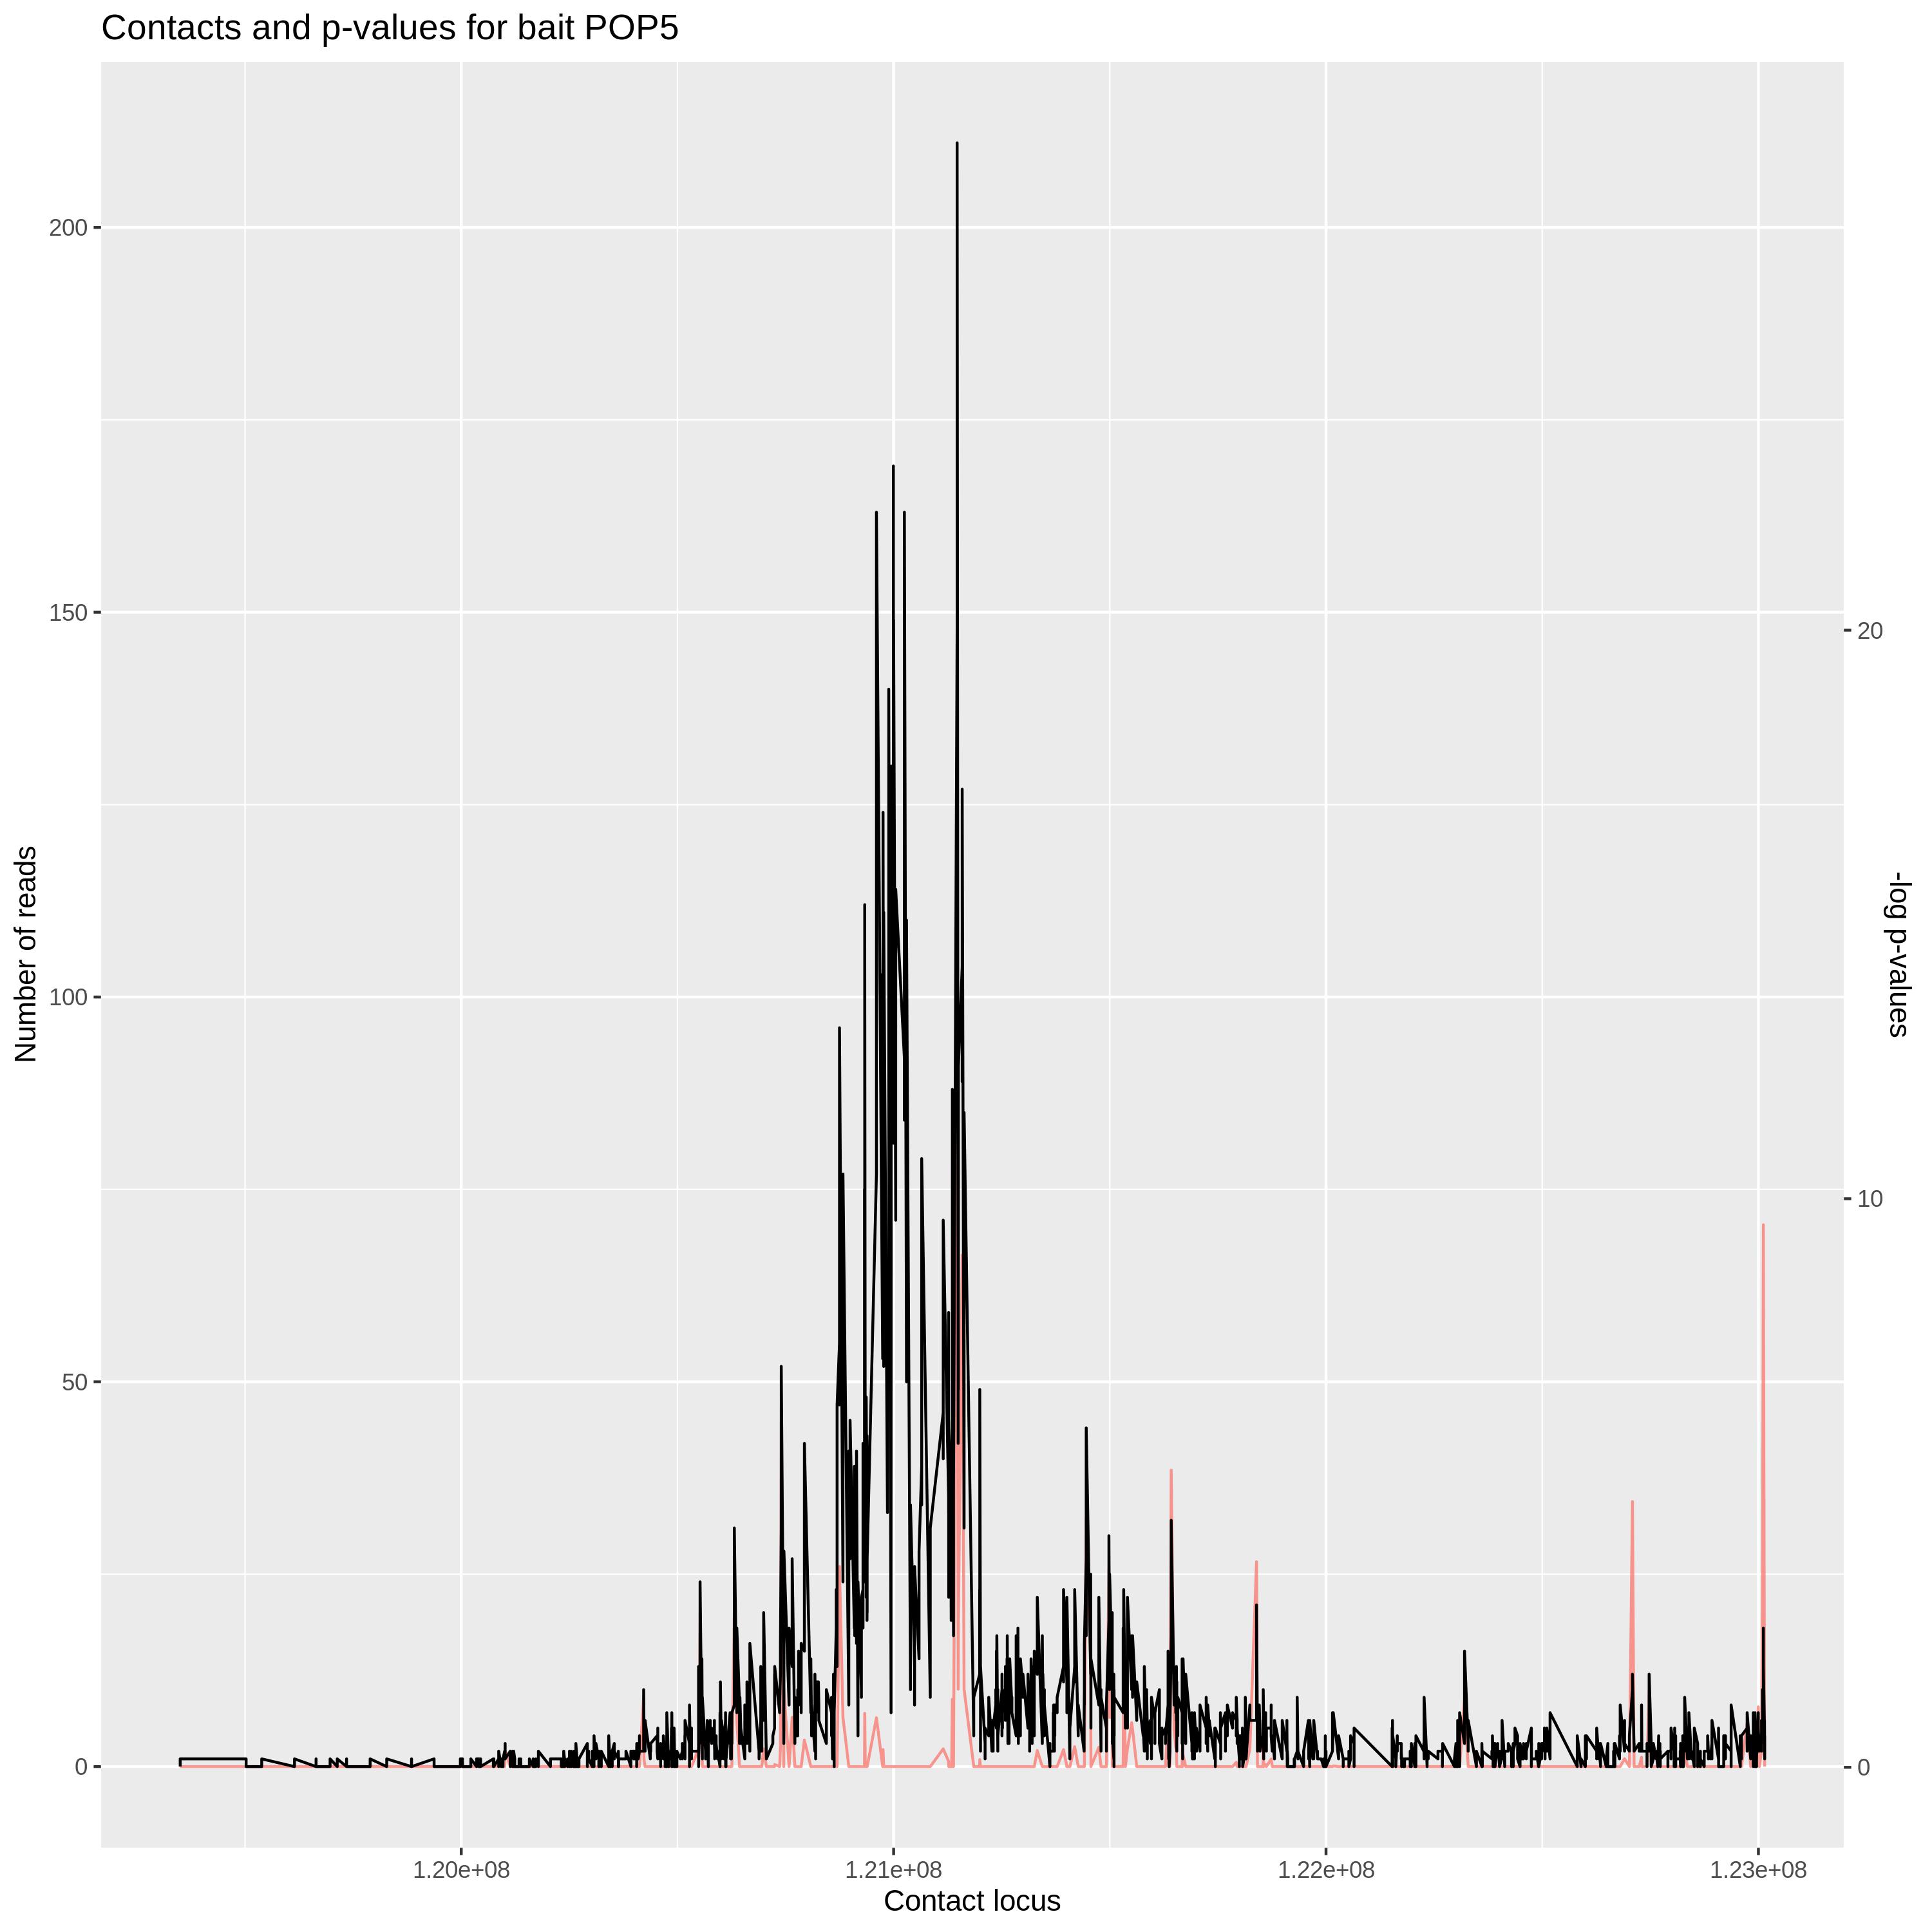 Contacts and p-values for bait POP5
Number of reads
200
150
100
50
0
20
10
0
-log p-values
1.20e+08
1.21e+08
1.22e+08
1.23e+08
Contact locus